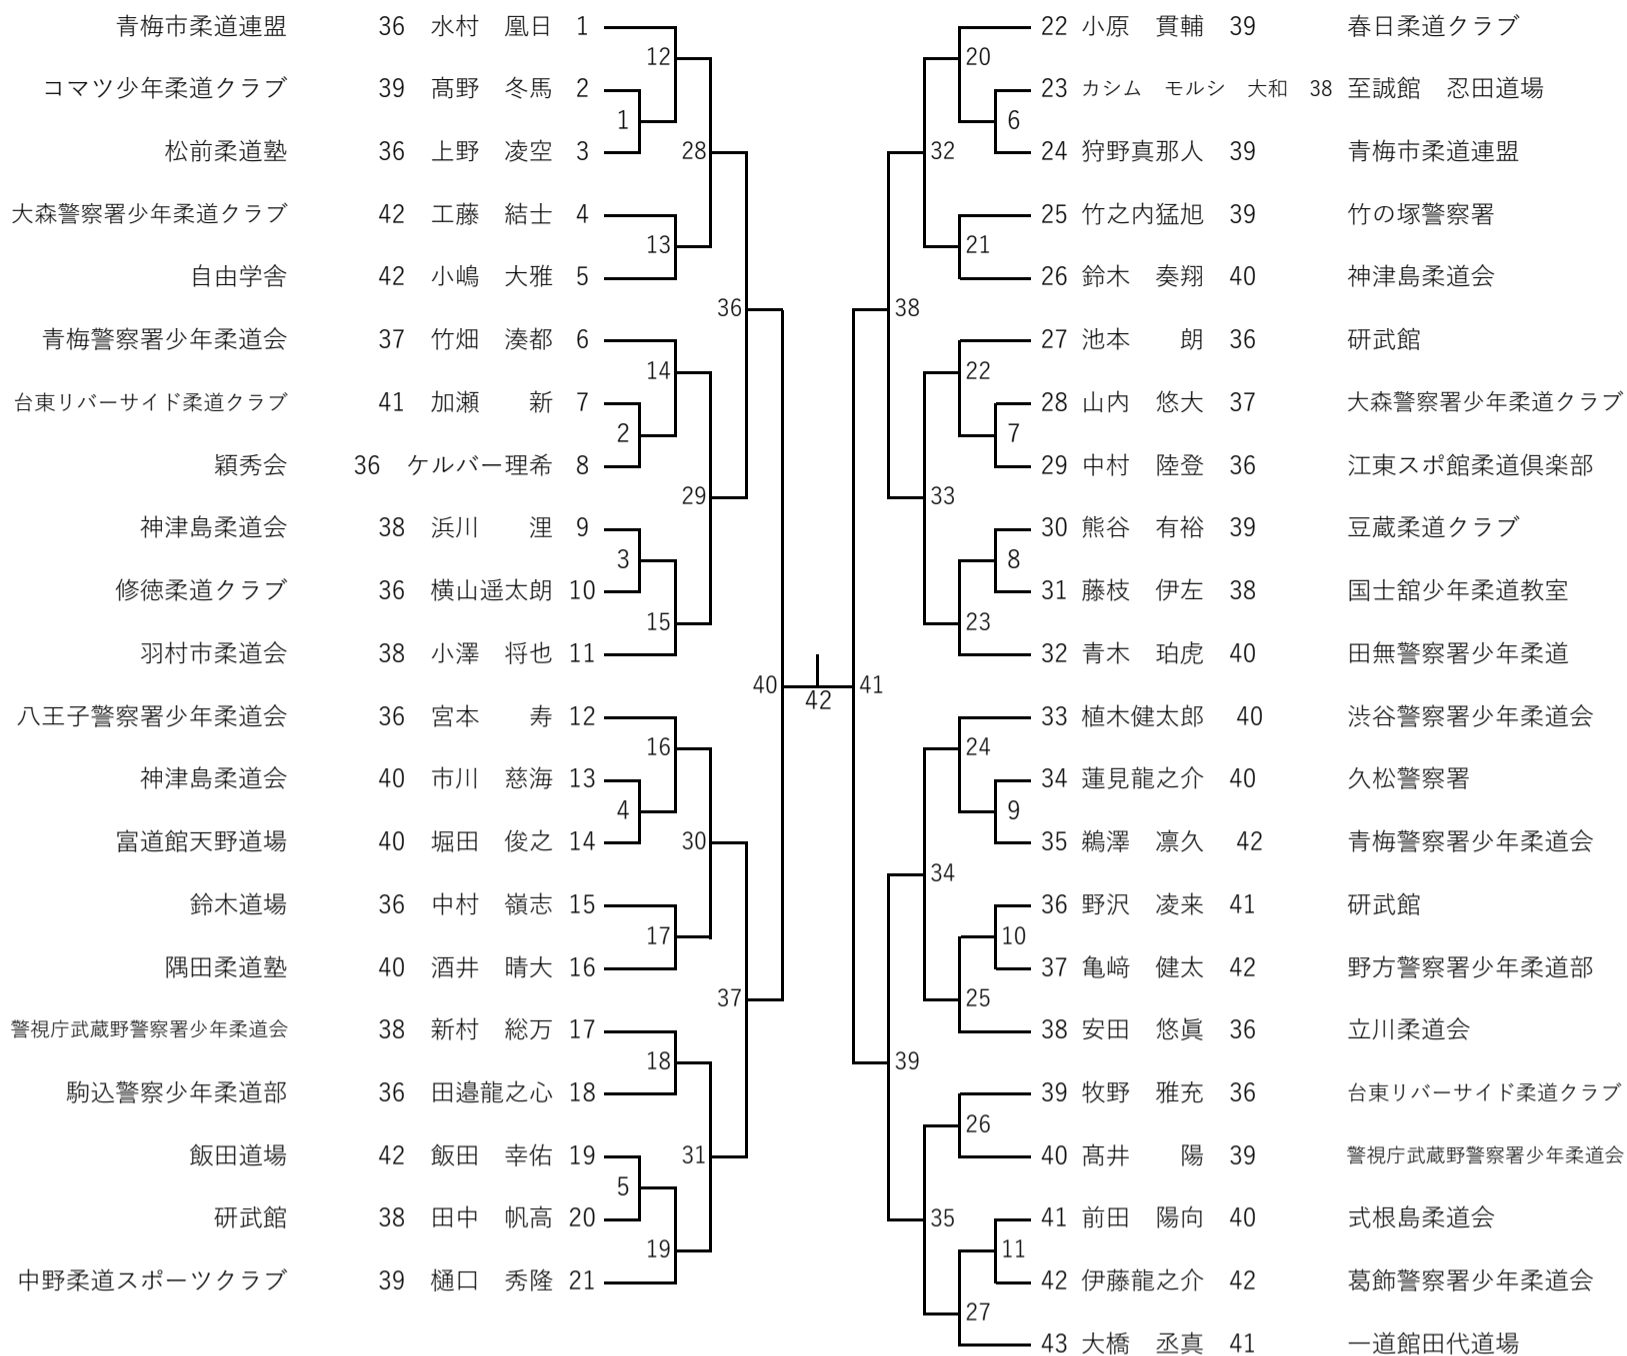 青梅市柔道連盟 36 水村 凰日 1
コマツ少年柔道クラブ 39 髙野 冬馬 2
松前柔道塾 36 上野 凌空 3
大森警察署少年柔道クラブ 42 工藤 結士 4
自由学舎 42 小嶋 大雅 5
青梅警察署少年柔道会 37 竹畑 湊都 6
台東リバーサイド柔道クラブ 41 加瀬 新 7
穎秀会 36 ケルバー理希 8
神津島柔道会 38 浜川 浬 9
修徳柔道クラブ 36 横山遥太朗 10
羽村市柔道会 38 小澤 将也 11
八王子警察署少年柔道会 36 宮本 寿 12
神津島柔道会 40 市川 慈海 13
富道館天野道場 40 堀田 俊之 14
鈴木道場 36 中村 嶺志 15
隅田柔道塾 40 酒井 晴大 16
警視庁武蔵野警察署少年柔道会 38 新村 総万 17
駒込警察少年柔道部 36 田邉龍之心 18
飯田道場 42 飯田 幸佑 19
研武館 38 田中 帆高 20
中野柔道スポーツクラブ 39 樋口 秀隆 21
12
1
28
13
36
14
2
29
3
15
16
4
30
17
37
18
31
5
19
40
42
41
20
6
32
21
38
22
7
33
8
23
24
9
34
10
25
39
26
35
11
27
22 小原 貫輔 39 春日柔道クラブ
23 カシム モルシ 大和 38 至誠館 忍田道場
24 狩野真那人 39 青梅市柔道連盟
25 竹之内猛旭 39 竹の塚警察署
26 鈴木 奏翔 40 神津島柔道会
27 池本 朗 36 研武館
28 山内 悠大 37 大森警察署少年柔道クラブ
29 中村 陸登 36 江東スポ館柔道倶楽部
30 熊谷 有裕 39 豆蔵柔道クラブ
31 藤枝 伊左 38 国士舘少年柔道教室
32 青木 珀虎 40 田無警察署少年柔道
33 植木健太郎 40 渋谷警察署少年柔道会
34 蓮見龍之介 40 久松警察署
35 鵜澤 凛久 42 青梅警察署少年柔道会
36 野沢 凌来 41 研武館
37 亀﨑 健太 42 野方警察署少年柔道部
38 安田 悠眞 36 立川柔道会
39 牧野 雅充 36 台東リバーサイド柔道クラブ
40 髙井 陽 39 警視庁武蔵野警察署少年柔道会
41 前田 陽向 40 式根島柔道会
42 伊藤龍之介 42 葛飾警察署少年柔道会
43 大橋 丞真 41 一道館田代道場